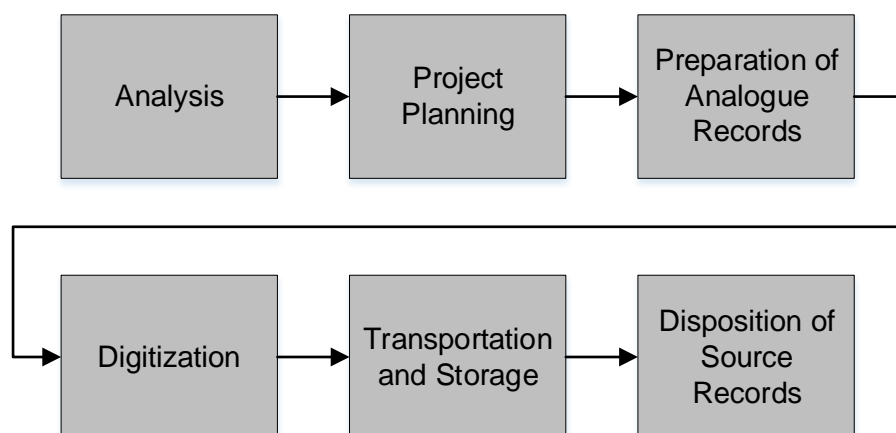 Analysis
Project
Planning
Preparation of
Analogue
Records
Digitization
Transportation
and Storage
Disposition of
Source
Records